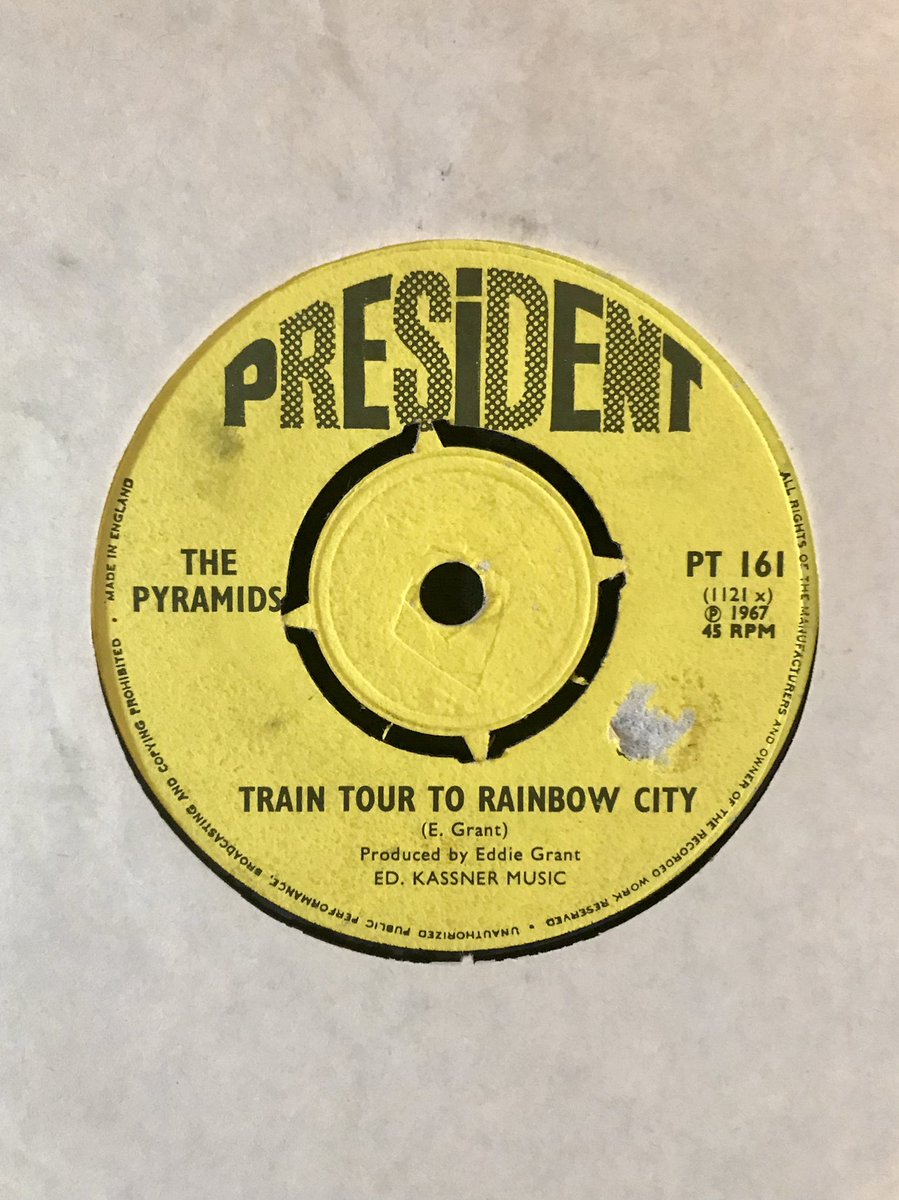 PRESiDENT
THE
PYRAMIDS
PT 161
(1121 x)
℗ 1967
45 RPM
TRAIN TOUR TO RAINBOW CITY
(E. Grant)
Produced by Eddie Grant
ED. KASSNER MUSIC
ALL RIGHTS OF THE MANUFACTURERS AND OWNER OF THE RECORDED WORK RESERVED • UNAUTHORIZED PUBLIC PERFORMANCE, BROADCASTING AND COPYING PROHIBITED • MADE IN ENGLAND